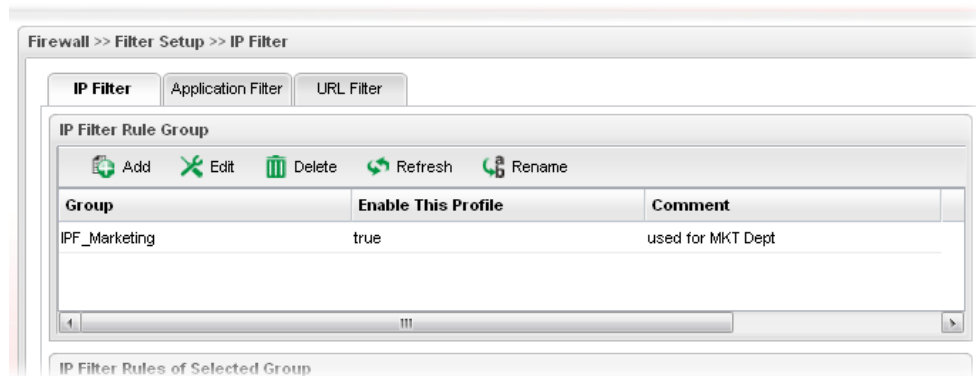 Firewall >> Filter Setup >> IP Filter
IP Filter Application Filter URL Filter
IP Filter Rule Group
Add Edit Delete Refresh Rename
Group Enable This Profile Comment
IPF_Marketing true used for MKT Dept
IP Filter Rules of Selected Group